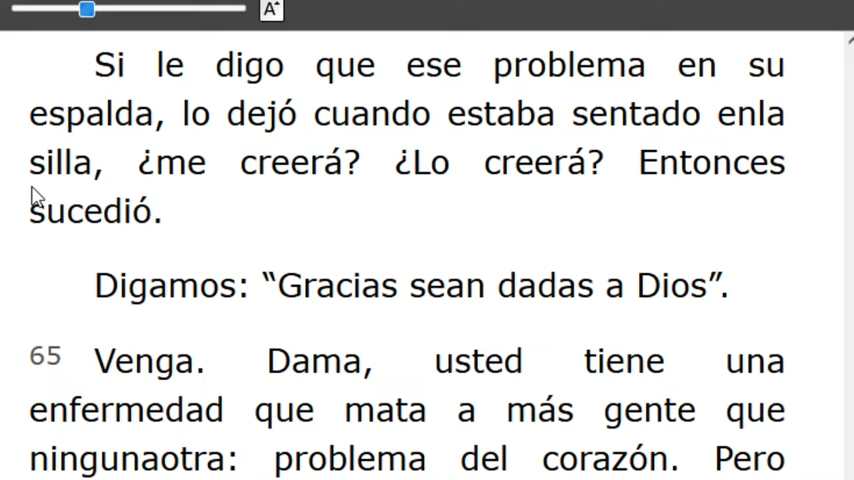 A
Si le digo que ese problema en su
espalda, lo dejó cuando estaba sentado enla
silla, ¿me creerá? ¿Lo creerá? Entonces
sucedió.
Digamos: “Gracias sean dadas a Dios”.
65 Venga. Dama, usted tiene una
enfermedad que mata a más gente que
ningunaotra: problema del corazón. Pero